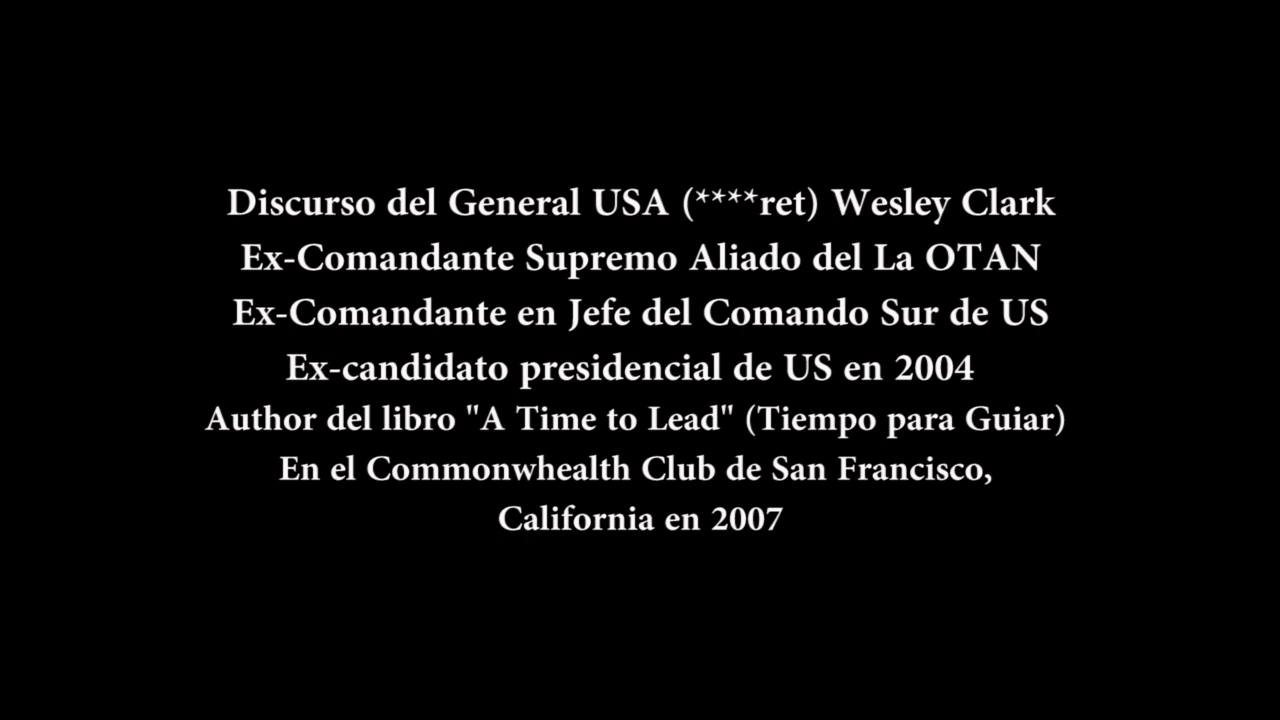 Discurso del General USA (****ret) Wesley Clark
Ex-Comandante Supremo Aliado del La OTAN
Ex-Comandante en Jefe del Comando Sur de US
Ex-candidato presidencial de US en 2004
Author del libro "A Time to Lead" (Tiempo para Guiar)
En el Commonwhealth Club de San Francisco,
California en 2007